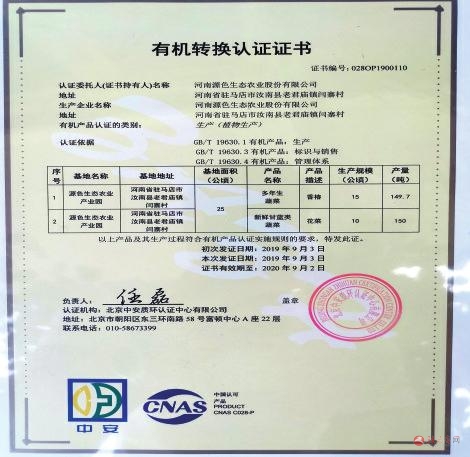 有机转换认证证书
证书编号:028OP1900110
认证委托人(证书持有人)名称 河南源色生态农业股份有限公司
地址 河南省驻马店市汝南县老君庙镇闫寨村
生产企业名称 河南源色生态农业股份有限公司
地址 河南省驻马店市汝南县老君庙镇闫寨村
有机产品认证的类别: 生产(植物生产)
认证依据 GB/T 19630.1 有机产品:生产
GB/T 19630.3 有机产品:标识与销售
GB/T 19630.4 有机产品:管理体系
序号 基地名称 基地地址 基地面积(公顷) 产品名称 产品描述 生产规模(公顷) 产量(吨)
1 源色生态农业产业园 河南省驻马店市汝南县老君庙镇闫寨村 25 多年生蔬菜 香椿 15 149.7
2 源色生态农业产业园 河南省驻马店市汝南县老君庙镇闫寨村 新鲜甘蓝类蔬菜 花菜 10 150
以上产品及其生产过程符合有机产品认证实施规则的要求,特发此证。
初次发证日期:2019 年 9 月 3 日
本次发证日期:2019 年 9 月 3 日
证书有效期至:2020 年 9 月 2 日
负责人: 任磊 盖章
认证机构:北京中安质环认证中心有限公司
地址:北京市朝阳区东三环南路 58 号富顿中心 A 座 22 层
联系电话:010-58673399
中安
CNAS
中国认可
产品
PRODUCT
CNAS C028-P